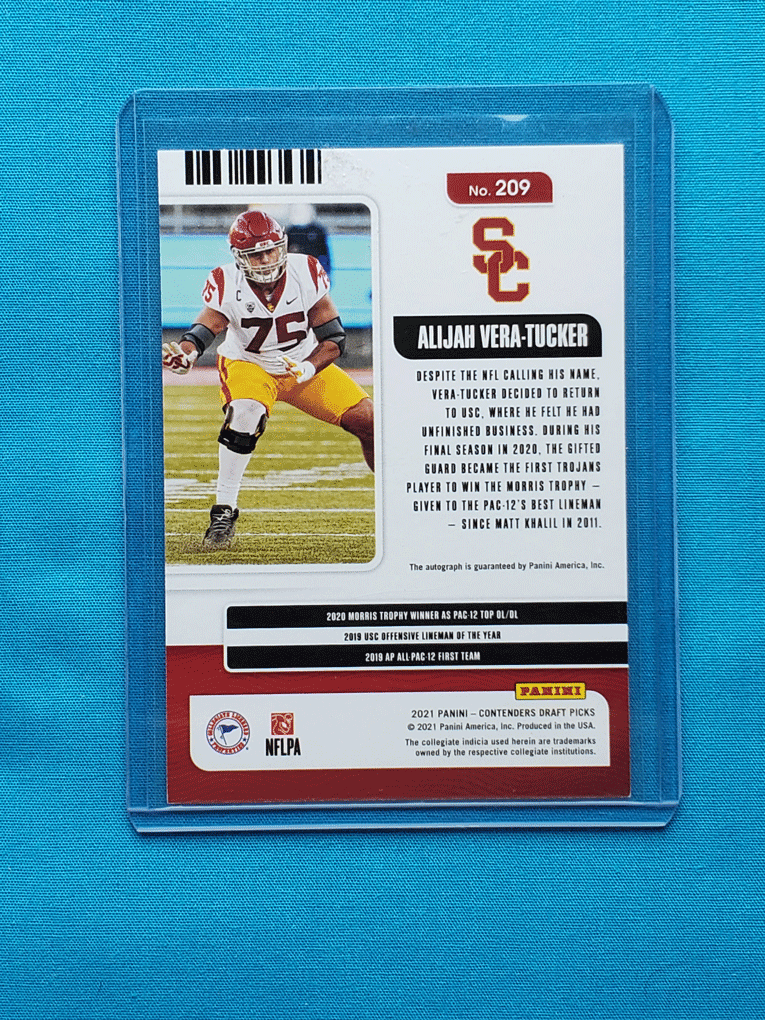 No. 209
SC
75
75
C
ALIJAH VERA-TUCKER
DESPITE THE NFL CALLING HIS NAME,
VERA-TUCKER DECIDED TO RETURN
TO USC, WHERE HE FELT HE HAD
UNFINISHED BUSINESS. DURING HIS
FINAL SEASON IN 2020, THE GIFTED
GUARD BECAME THE FIRST TROJANS
PLAYER TO WIN THE MORRIS TROPHY —
GIVEN TO THE PAC-12'S BEST LINEMAN
— SINCE MATT KHALIL IN 2011.
The autograph is guaranteed by Panini America, Inc.
2020 MORRIS TROPHY WINNER AS PAC-12 TOP OL/DL
2019 USC OFFENSIVE LINEMAN OF THE YEAR
2019 AP ALL-PAC-12 FIRST TEAM
PANINI
2021 PANINI – CONTENDERS DRAFT PICKS
© 2021 Panini America, Inc. Produced in the USA.
The collegiate indicia used herein are trademarks
owned by the respective collegiate institutions.
NFLPA